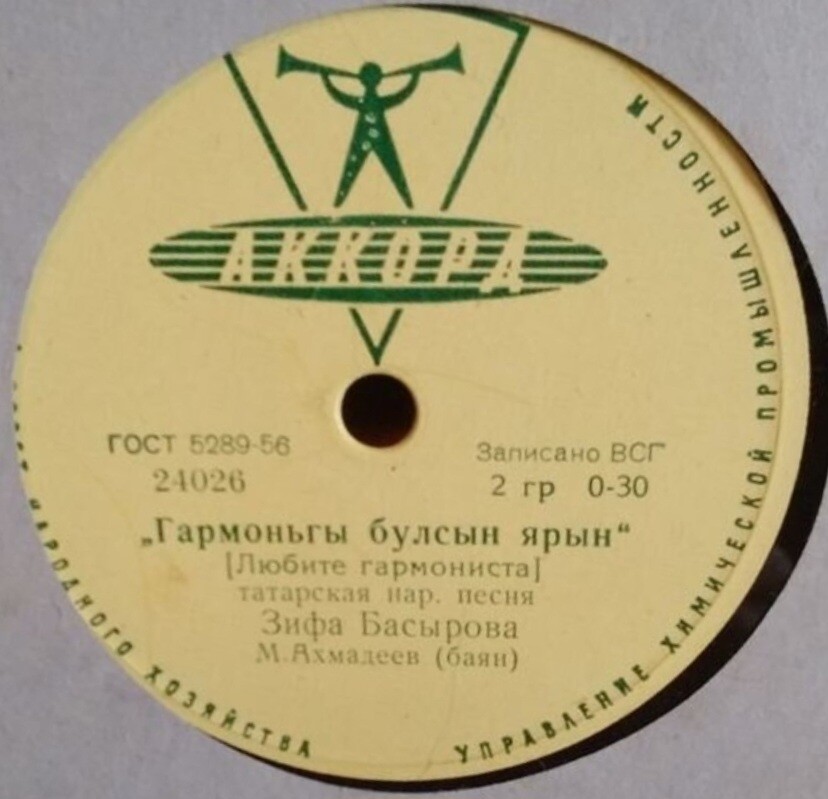 АККОРД
ГОСТ 5289-56
24026
Записано ВСГ
2 гр 0-30
„Гармоньгы булсын ярын“
[Любите гармониста]
татарская нар. песня
Зифа Басырова
М. Ахмадеев (баян)
НАРОДНОГО ХОЗЯЙСТВА
УПРАВЛЕНИЕ ХИМИЧЕСКОЙ ПРОМЫШЛЕННОСТИ